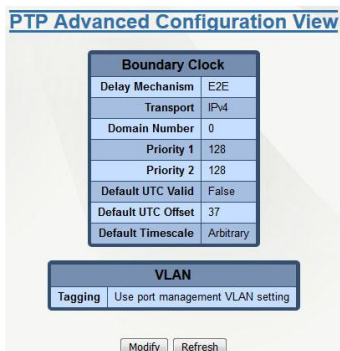 PTP Advanced Configuration View
Boundary Clock
Delay Mechanism E2E
Transport IPv4
Domain Number 0
Priority 1 128
Priority 2 128
Default UTC Valid False
Default UTC Offset 37
Default Timescale Arbitrary
VLAN
Tagging Use port management VLAN setting
Modify Refresh